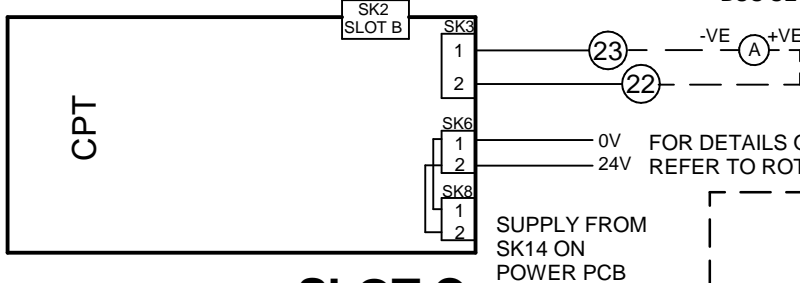 SK2
SLOT B
SK3
1
2
23
22
-VE
A
+VE
CPT
SK6
1
2
0V
24V
FOR DETAILS
REFER TO
SK8
1
2
SUPPLY FROM
SK14 ON
POWER PCB